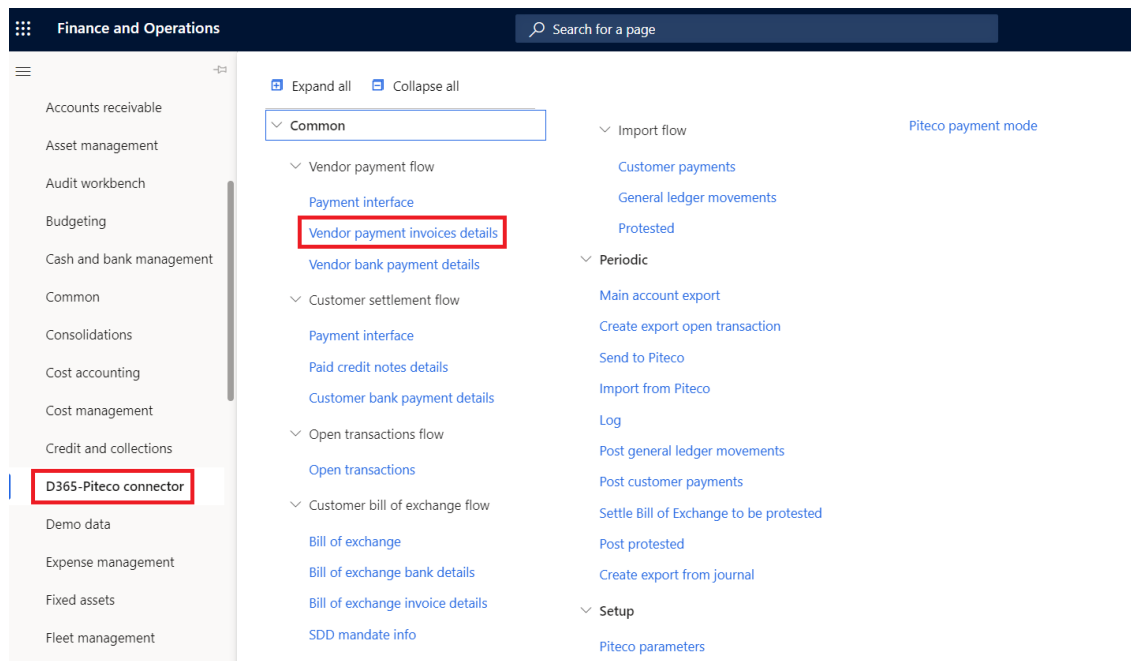 Finance and Operations
Search for a page
Accounts receivable
Asset management
Audit workbench
Budgeting
Cash and bank management
Common
Consolidations
Cost accounting
Cost management
Credit and collections
D365-Piteco connector
Demo data
Expense management
Fixed assets
Fleet management
Expand all
Collapse all
Common
Vendor payment flow
Payment interface
Vendor payment invoices details
Vendor bank payment details
Customer settlement flow
Payment interface
Paid credit notes details
Customer bank payment details
Open transactions flow
Open transactions
Customer bill of exchange flow
Bill of exchange
Bill of exchange bank details
Bill of exchange invoice details
SDD mandate info
Import flow
Customer payments
General ledger movements
Protested
Periodic
Main account export
Create export open transaction
Send to Piteco
Import from Piteco
Log
Post general ledger movements
Post customer payments
Settle Bill of Exchange to be protested
Post protested
Create export from journal
Setup
Piteco parameters
Piteco payment mode